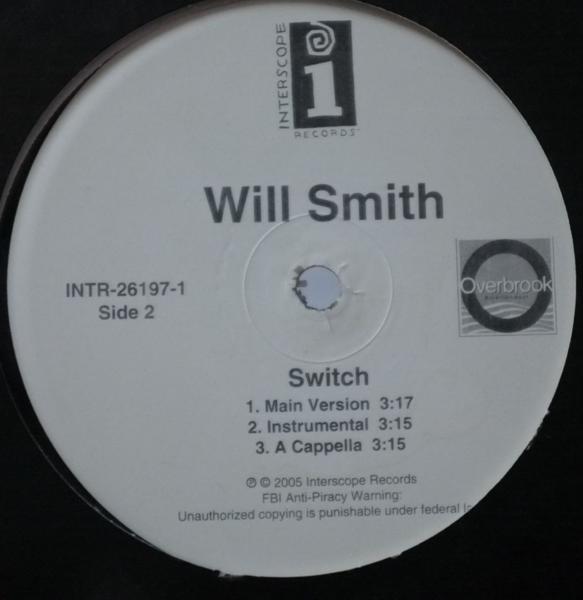 INTERSCOPE
i
RECORDS
Will Smith
Overbrook
INTR-26197-1
Side 2
Switch
1. Main Version 3:17
2. Instrumental 3:15
3. A Cappella 3:15
℗ © 2005 Interscope Records
FBI Anti-Piracy Warning:
Unauthorized copying is punishable under federal